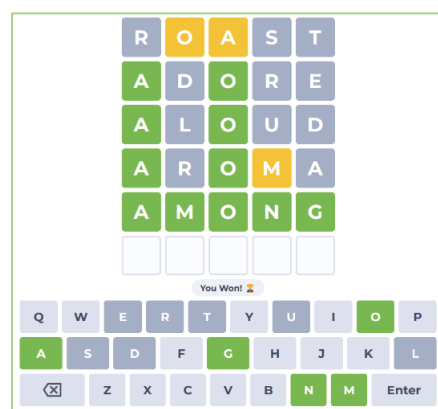 R O A S T
A D O R E
A L O U D
A R O M A
A M O N G
You Won! 🏆
Q W E R T Y U I O P
A S D F G H J K L
Z X C V B N M Enter